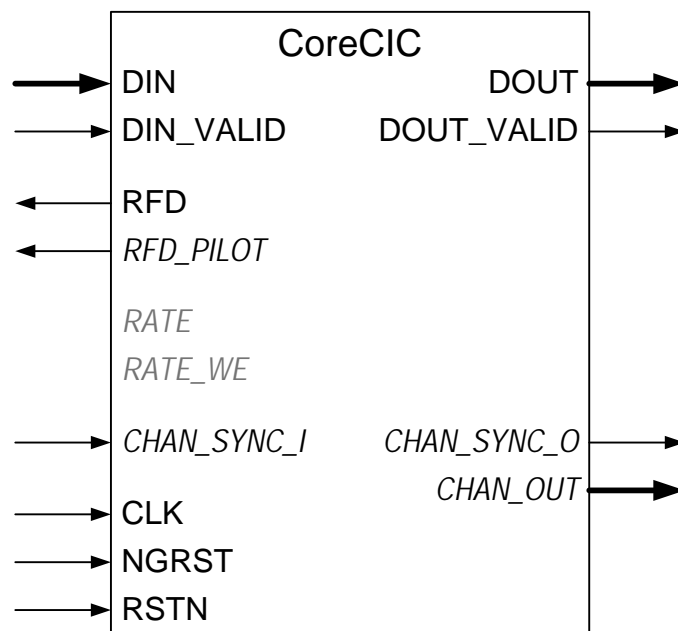 CoreCIC
DIN DOUT
DIN_VALID DOUT_VALID
RFD
RFD_PILOT
RATE
RATE_WE
CHAN_SYNC_I CHAN_SYNC_O
CHAN_OUT
CLK
NGRST
RSTN